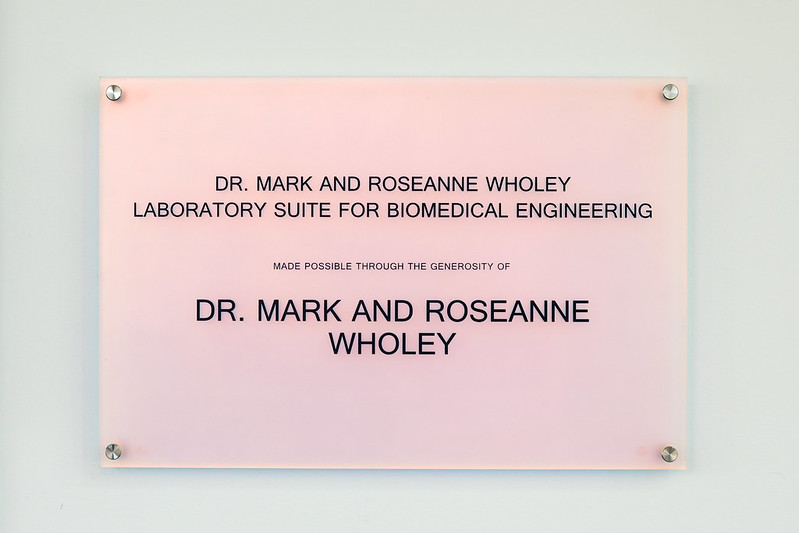 DR. MARK AND ROSEANNE WHOLEY
LABORATORY SUITE FOR BIOMEDICAL ENGINEERING
MADE POSSIBLE THROUGH THE GENEROSITY OF
DR. MARK AND ROSEANNE
WHOLEY